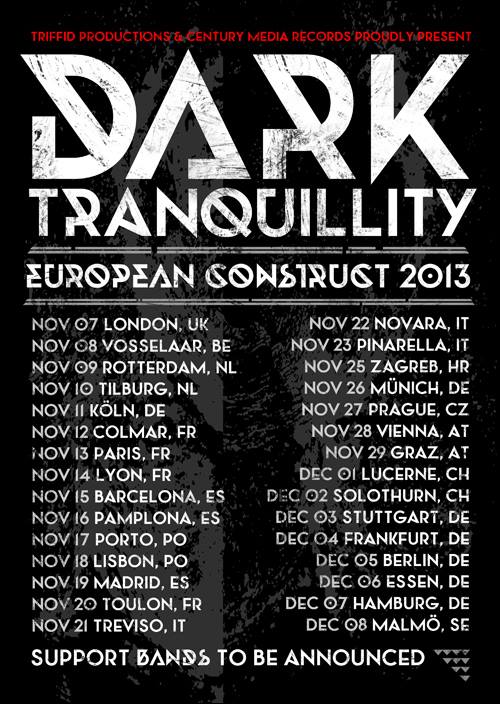 TRIFFID PRODUCTIONS & CENTURY MEDIA RECORDS PROUDLY PRESENT
DARK
TRANQUILLITY
EUROPEAN CONSTRUCT 2013
NOV 07 LONDON, UK
NOV 08 VOSSELAAR, BE
NOV 09 ROTTERDAM, NL
NOV 10 TILBURG, NL
NOV 11 KÖLN, DE
NOV 12 COLMAR, FR
NOV 13 PARIS, FR
NOV 14 LYON, FR
NOV 15 BARCELONA, ES
NOV 16 PAMPLONA, ES
NOV 17 PORTO, PO
NOV 18 LISBON, PO
NOV 19 MADRID, ES
NOV 20 TOULON, FR
NOV 21 TREVISO, IT
NOV 22 NOVARA, IT
NOV 23 PINARELLA, IT
NOV 25 ZAGREB, HR
NOV 26 MÜNICH, DE
NOV 27 PRAGUE, CZ
NOV 28 VIENNA, AT
NOV 29 GRAZ, AT
DEC 01 LUCERNE, CH
DEC 02 SOLOTHURN, CH
DEC 03 STUTTGART, DE
DEC 04 FRANKFURT, DE
DEC 05 BERLIN, DE
DEC 06 ESSEN, DE
DEC 07 HAMBURG, DE
DEC 08 MALMÖ, SE
SUPPORT BANDS TO BE ANNOUNCED